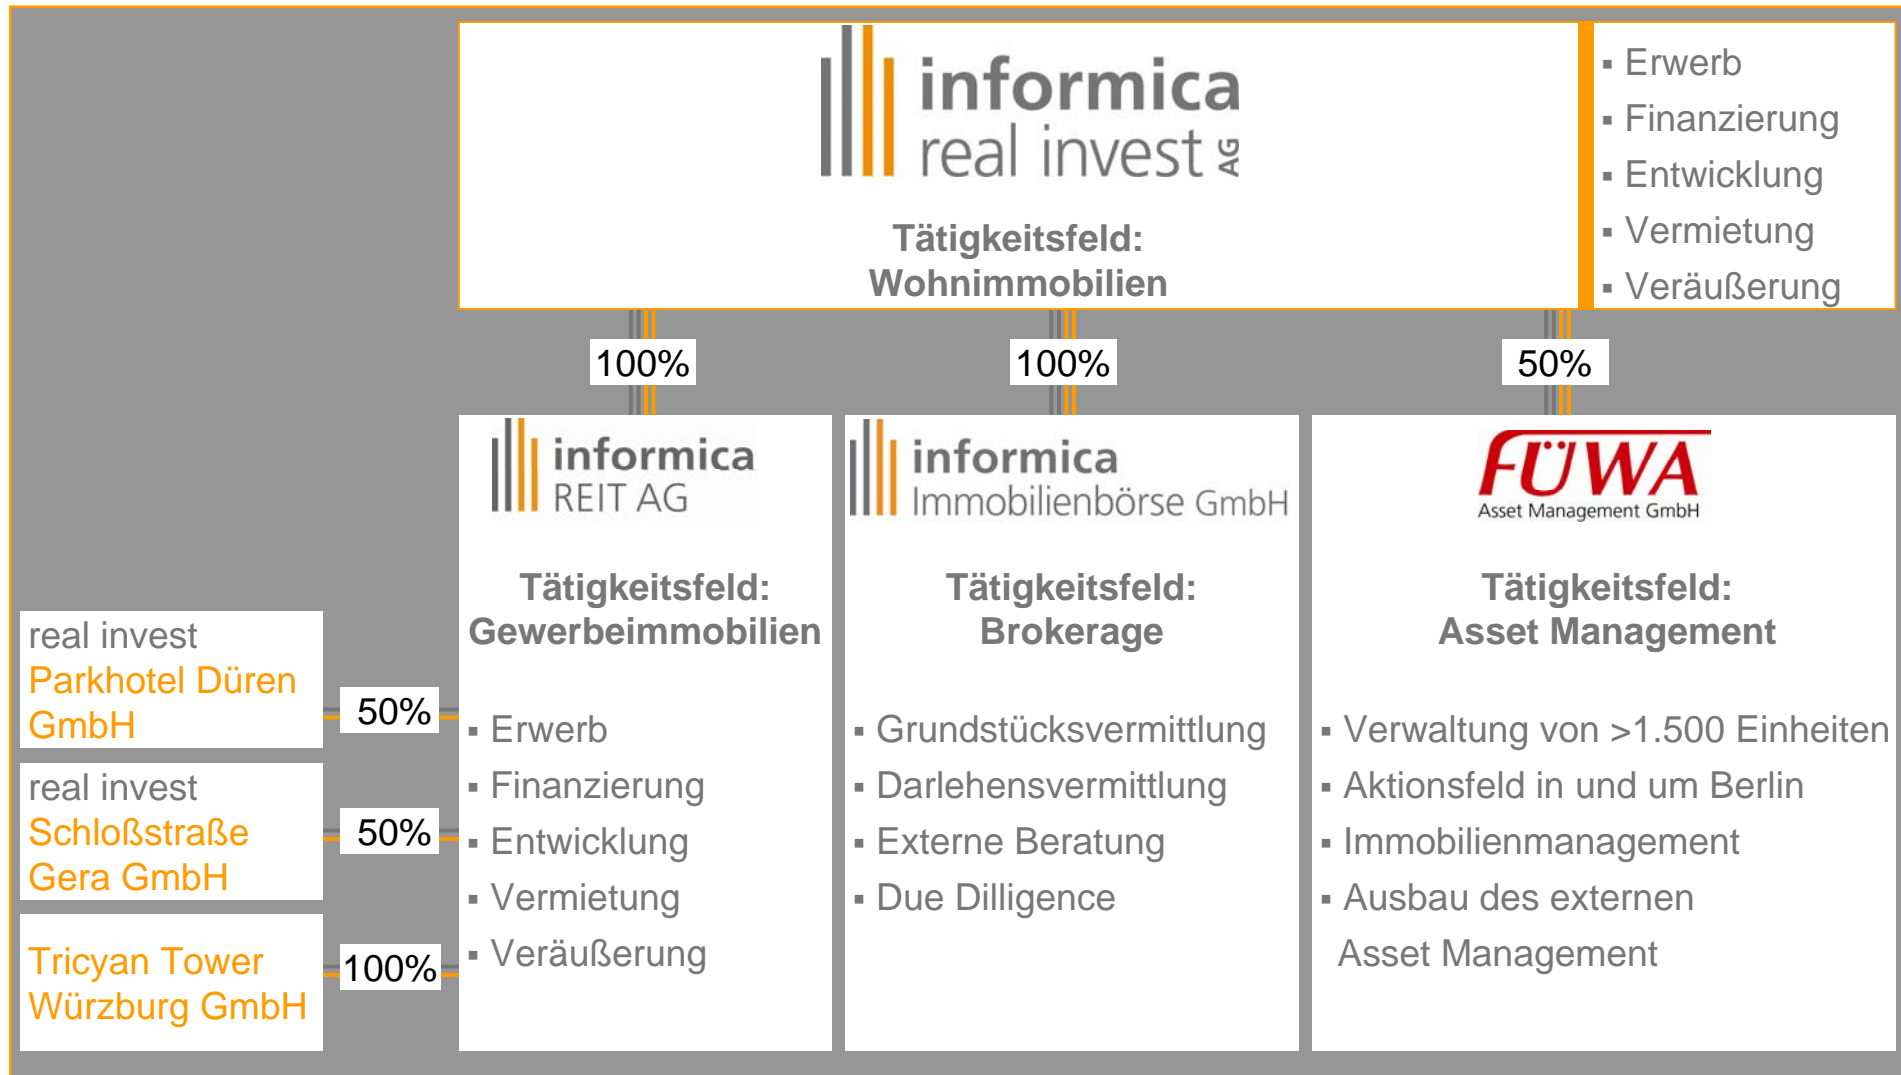 informica
real invest AG
Tätigkeitsfeld:
Wohnimmobilien
▪ Erwerb
▪ Finanzierung
▪ Entwicklung
▪ Vermietung
▪ Veräußerung
100%
100%
50%
informica
REIT AG
Tätigkeitsfeld:
Gewerbeimmobilien
▪ Erwerb
▪ Finanzierung
▪ Entwicklung
▪ Vermietung
▪ Veräußerung
informica
Immobilienbörse GmbH
Tätigkeitsfeld:
Brokerage
▪ Grundstücksvermittlung
▪ Darlehensvermittlung
▪ Externe Beratung
▪ Due Dilligence
FÜWA
Asset Management GmbH
Tätigkeitsfeld:
Asset Management
▪ Verwaltung von >1.500 Einheiten
▪ Aktionsfeld in und um Berlin
▪ Immobilienmanagement
▪ Ausbau des externen
Asset Management
real invest
Parkhotel Düren
GmbH
50%
real invest
Schloßstraße
Gera GmbH
50%
Tricyan Tower
Würzburg GmbH
100%